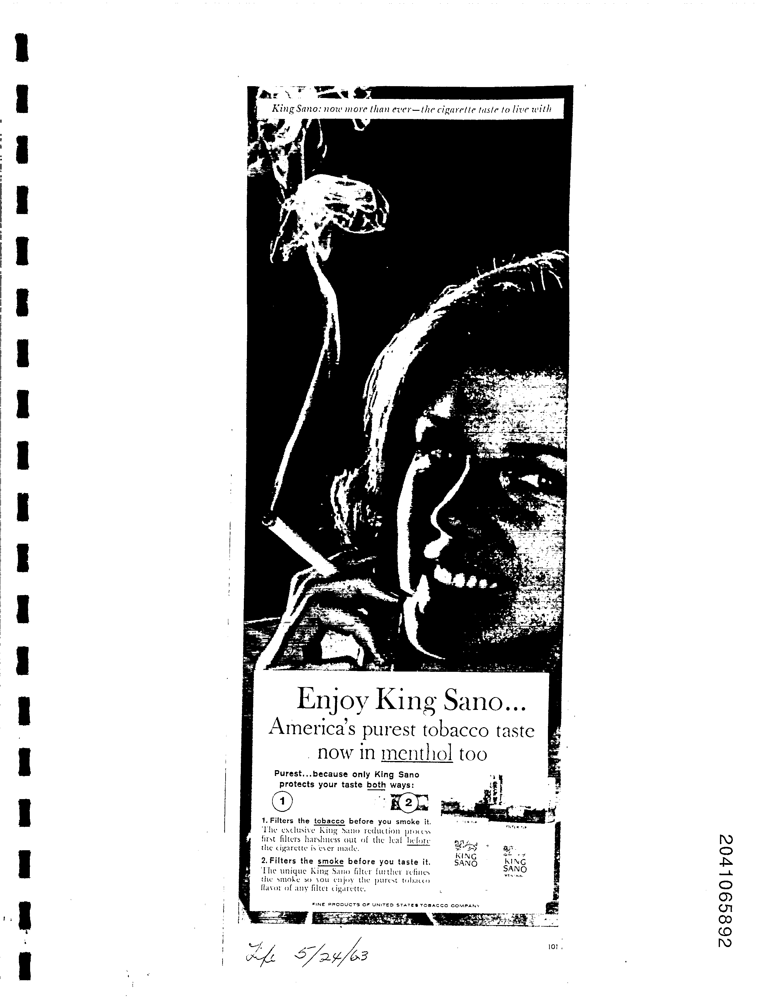 King Sano: now more than ever—the cigarette taste to live with
Enjoy King Sano...
America's purest tobacco taste
now in menthol too
Purest...because only King Sano
protects your taste both ways:
1
2
1. Filters the tobacco before you smoke it.
The exclusive King Sano reduction process
first filters harshness out of the leaf before
the cigarette is ever made.
2. Filters the smoke before you taste it.
The unique King Sano filter further refines
the smoke so you enjoy the purest tobacco
flavor of any filter cigarette.
KING
SANO
KING
SANO
FINE PRODUCTS OF UNITED STATES TOBACCO COMPANY
Life 5/24/63
101
2041065892